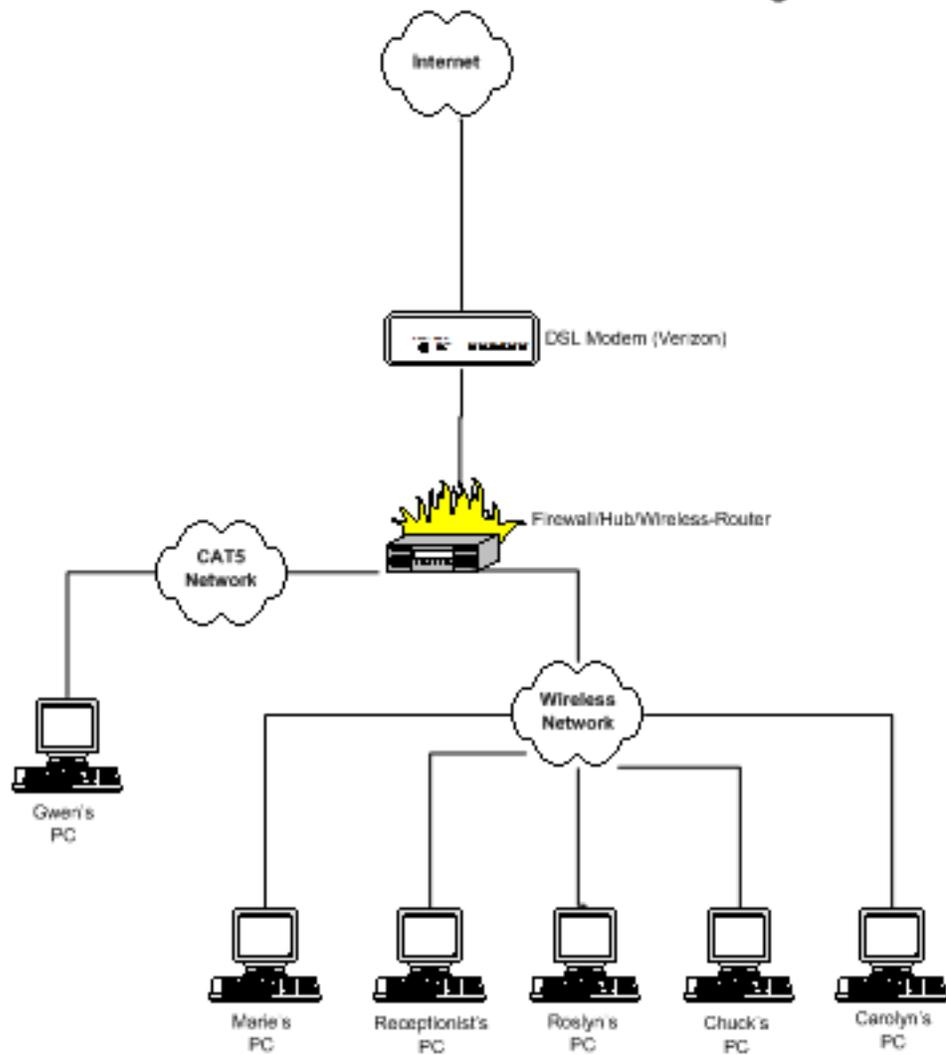 Internet
DSL Modem (Verizon)
Firewall/Hub/Wireless-Router
CAT5
Network
Wireless
Network
Gwen's
PC
Marie's
PC
Receptionist's
PC
Roslyn's
PC
Chuck's
PC
Carolyn's
PC